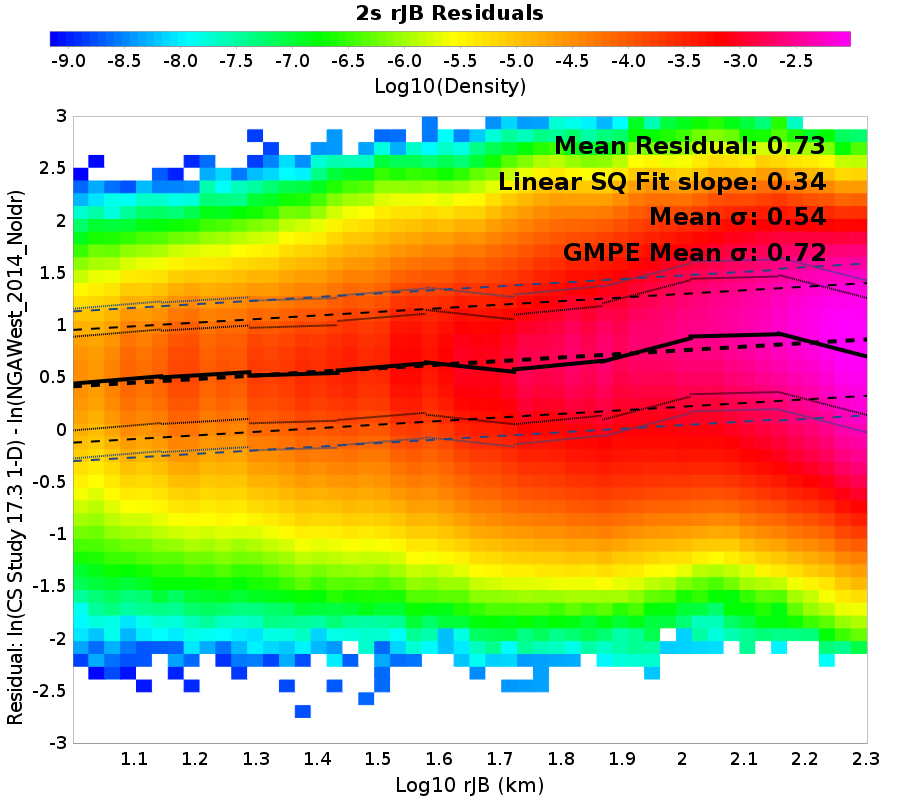 2s rJB Residuals
-9.0 -8.5 -8.0 -7.5 -7.0 -6.5 -6.0 -5.5 -5.0 -4.5 -4.0 -3.5 -3.0 -2.5
Log10(Density)
Residual: ln(CS Study 17.3 1-D) - ln(NGAWest_2014_NoIdr)
3
2.5
2
1.5
1
0.5
0
-0.5
-1
-1.5
-2
-2.5
-3
Mean Residual: 0.73
Linear SQ Fit slope: 0.34
Mean σ: 0.54
GMPE Mean σ: 0.72
1.1 1.2 1.3 1.4 1.5 1.6 1.7 1.8 1.9 2 2.1 2.2 2.3
Log10 rJB (km)